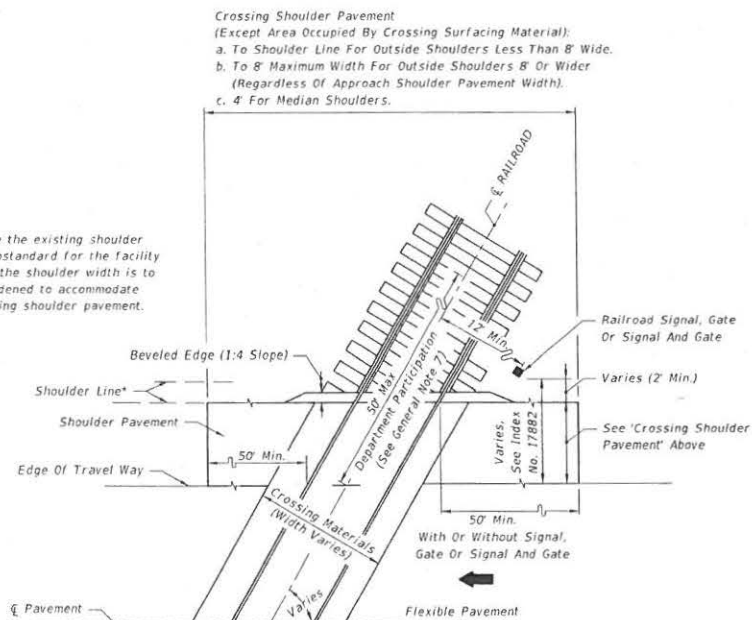 Crossing Shoulder Pavement
(Except Area Occupied By Crossing Surfacing Material):
a. To Shoulder Line For Outside Shoulders Less Than 8' Wide.
b. To 8' Maximum Width For Outside Shoulders 8' Or Wider
(Regardless Of Approach Shoulder Pavement Width).
c. 4' For Median Shoulders.
℄ RAILROAD
the existing shoulder
for the facility
the shoulder width is to
shoulder pavement.
12' Min.
Railroad Signal, Gate
Or Signal And Gate
Beveled Edge (1:4 Slope)
Varies (2' Min.)
Shoulder Line*
50' Max
Department Participation
(See General Note 7)
Shoulder Pavement
Varies,
See Index
No. 17882
See 'Crossing Shoulder
Pavement' Above
50' Min.
Edge Of Travel Way
Crossing Materials
(Width Varies)
50' Min.
With Or Without Signal,
Gate Or Signal And Gate
Varies
℄ Pavement
Flexible Pavement